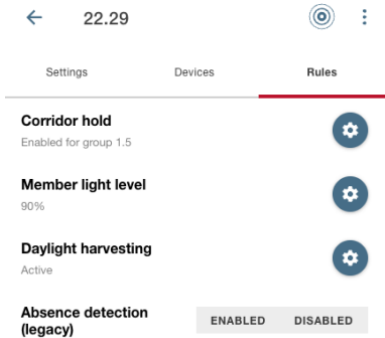 22.29
Settings Devices Rules
Corridor hold
Enabled for group 1.5
Member light level
90%
Daylight harvesting
Active
Absence detection
(legacy)
ENABLED DISABLED